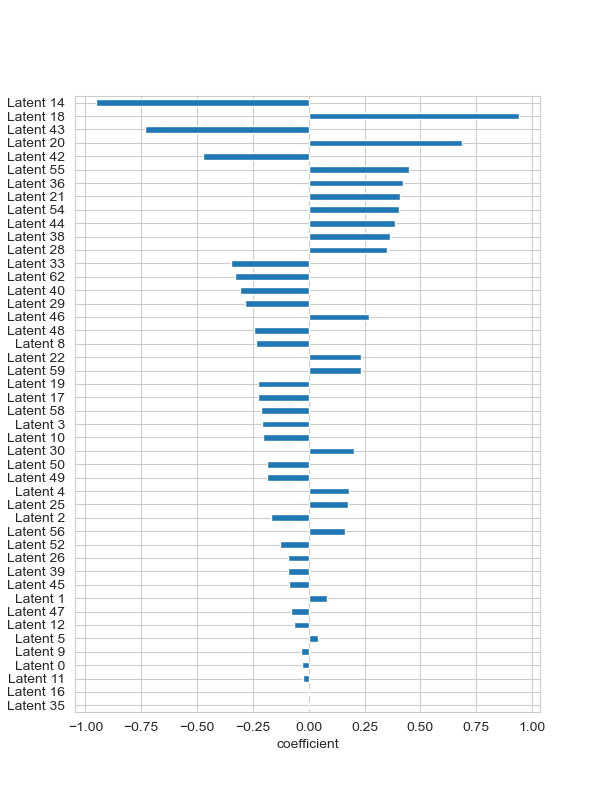 Latent 14
Latent 18
Latent 43
Latent 20
Latent 42
Latent 55
Latent 36
Latent 21
Latent 54
Latent 44
Latent 38
Latent 28
Latent 33
Latent 62
Latent 40
Latent 29
Latent 46
Latent 48
Latent 8
Latent 22
Latent 59
Latent 19
Latent 17
Latent 58
Latent 3
Latent 10
Latent 30
Latent 50
Latent 49
Latent 4
Latent 25
Latent 2
Latent 56
Latent 52
Latent 26
Latent 39
Latent 45
Latent 1
Latent 47
Latent 12
Latent 5
Latent 9
Latent 0
Latent 11
Latent 16
Latent 35
−1.00 −0.75 −0.50 −0.25 0.00 0.25 0.50 0.75 1.00
coefficient